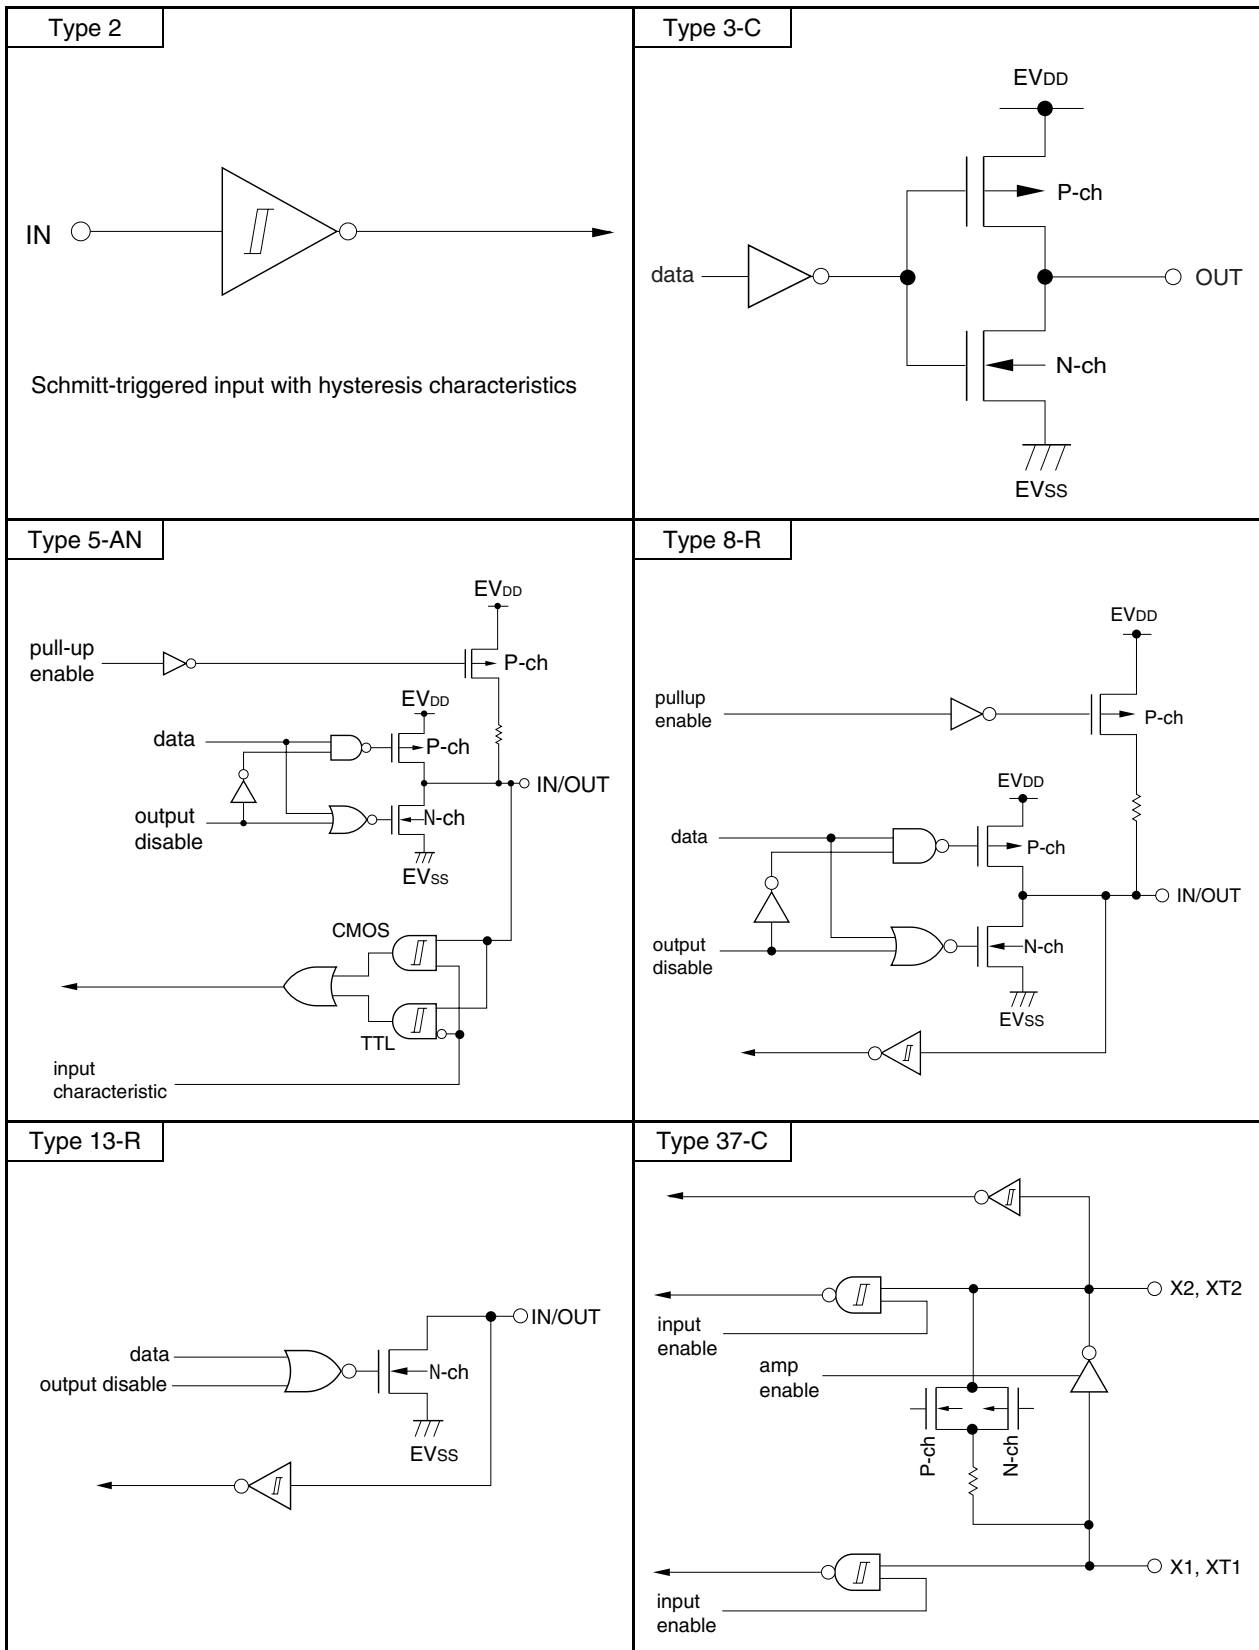 Type 2
IN
Schmitt-triggered input with hysteresis characteristics
Type 3-C
EVDD
P-ch
data
OUT
N-ch
EVSS
Type 5-AN
EVDD
pull-up
enable
P-ch
EVDD
data
P-ch
IN/OUT
output
disable
N-ch
EVSS
CMOS
TTL
input
characteristic
Type 8-R
EVDD
pullup
enable
P-ch
EVDD
data
P-ch
IN/OUT
output
disable
N-ch
EVSS
Type 13-R
IN/OUT
data
output disable
N-ch
EVSS
Type 37-C
X2, XT2
input
enable
amp
enable
P-ch
N-ch
X1, XT1
input
enable